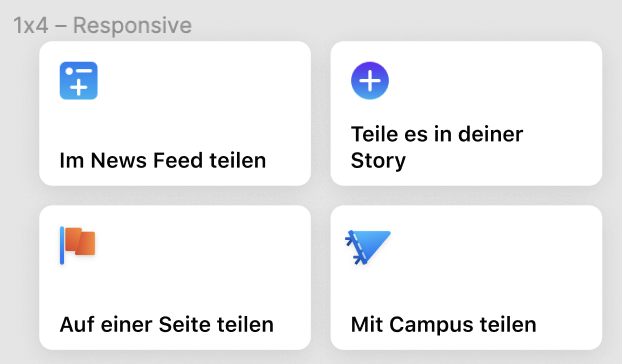 1x4 – Responsive
Im News Feed teilen
Teile es in deiner
Story
Auf einer Seite teilen
Mit Campus teilen